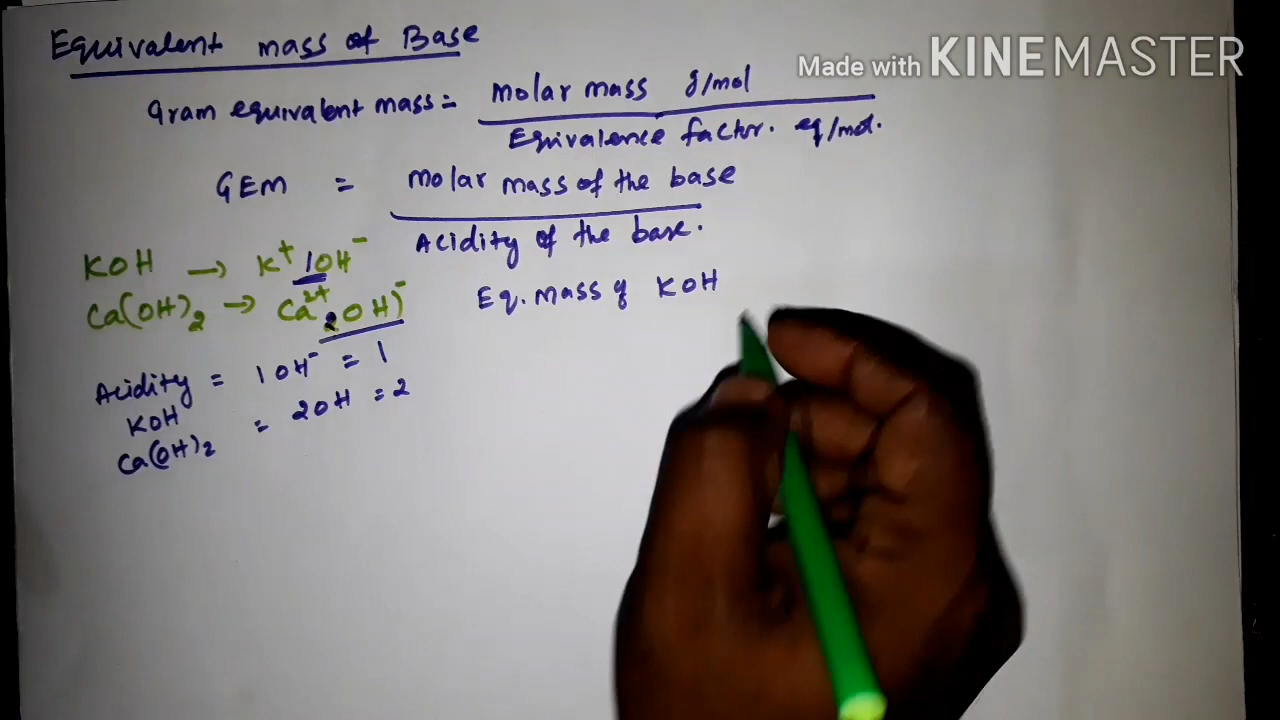 Equivalent mass of Base
Made with KINEMASTER
Gram equivalent mass = molar mass g/mol
Equivalence factor. eq/mol.
GEM = molar mass of the base
Acidity of the base.
KOH → K⁺ 1OH⁻
Ca(OH)₂ → Ca²⁺ 2OH)⁻
Eq. mass of KOH
Acidity = 1OH⁻ = 1
KOH
Ca(OH)₂ = 2OH = 2